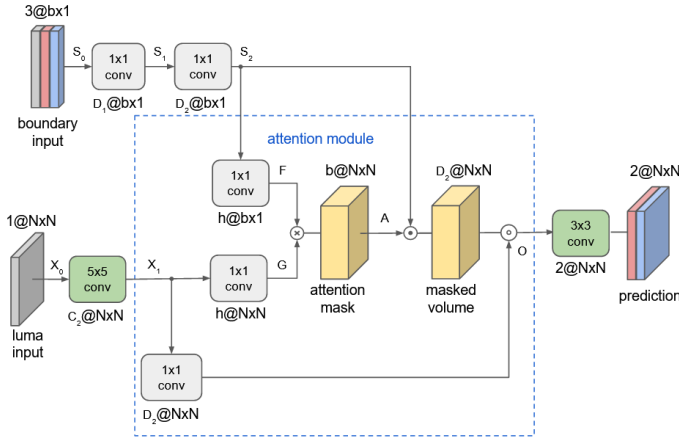 3@bx1
S₀
1x1
conv
D₁@bx1
S₁
1x1
conv
D₂@bx1
S₂
boundary
input
attention module
1x1
conv
h@bx1
F
b@NxN
attention
mask
A
D₂@NxN
masked
volume
O
3x3
conv
2@NxN
2@NxN
prediction
1@NxN
luma
input
X₀
5x5
conv
C₂@NxN
X₁
1x1
conv
h@NxN
G
1x1
conv
D₂@NxN